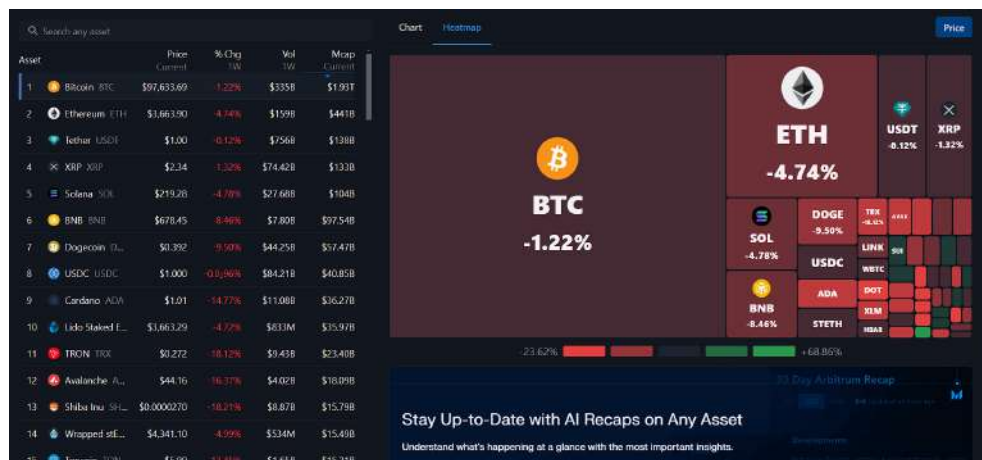 Search any asset
Asset Price Current % Chg 1W Vol 1W Mcap Current
1 Bitcoin BTC $97,633.69 -1.22% $335B $1.93T
2 Ethereum ETH $3,663.90 -4.74% $159B $441B
3 Tether USDT $1.00 -0.12% $756B $138B
4 XRP XRP $2.34 -1.32% $74.42B $133B
5 Solana SOL $219.28 -4.78% $27.68B $104B
6 BNB BNB $678.45 -8.46% $7.80B $97.54B
7 Dogecoin D... $0.392 -9.50% $44.25B $57.47B
8 USDC USDC $1.000 $84.21B $40.85B
9 Cardano ADA $1.01 -14.77% $11.08B $36.27B
10 Lido Staked E... $3,663.29 -4.72% $833M $35.97B
11 TRON TRX $0.272 -18.12% $9.43B $23.40B
12 Avalanche A... $44.16 -16.37% $4.02B $18.09B
13 Shiba Inu SH... $0.0000270 -18.21% $8.87B $15.79B
14 Wrapped stE... $4,341.10 -4.99% $534M $15.49B
Chart Heatmap Price
BTC
-1.22%
ETH
-4.74%
USDT
-0.12%
XRP
-1.32%
SOL
-4.78%
BNB
-8.46%
DOGE
-9.50%
USDC
ADA
STETH
TRX
LINK
SUI
WBTC
DOT
XLM
HBAR
-23.62% +68.86%
Day Arbitrum Recap
Stay Up-to-Date with AI Recaps on Any Asset
Understand what's happening at a glance with the most important insights.